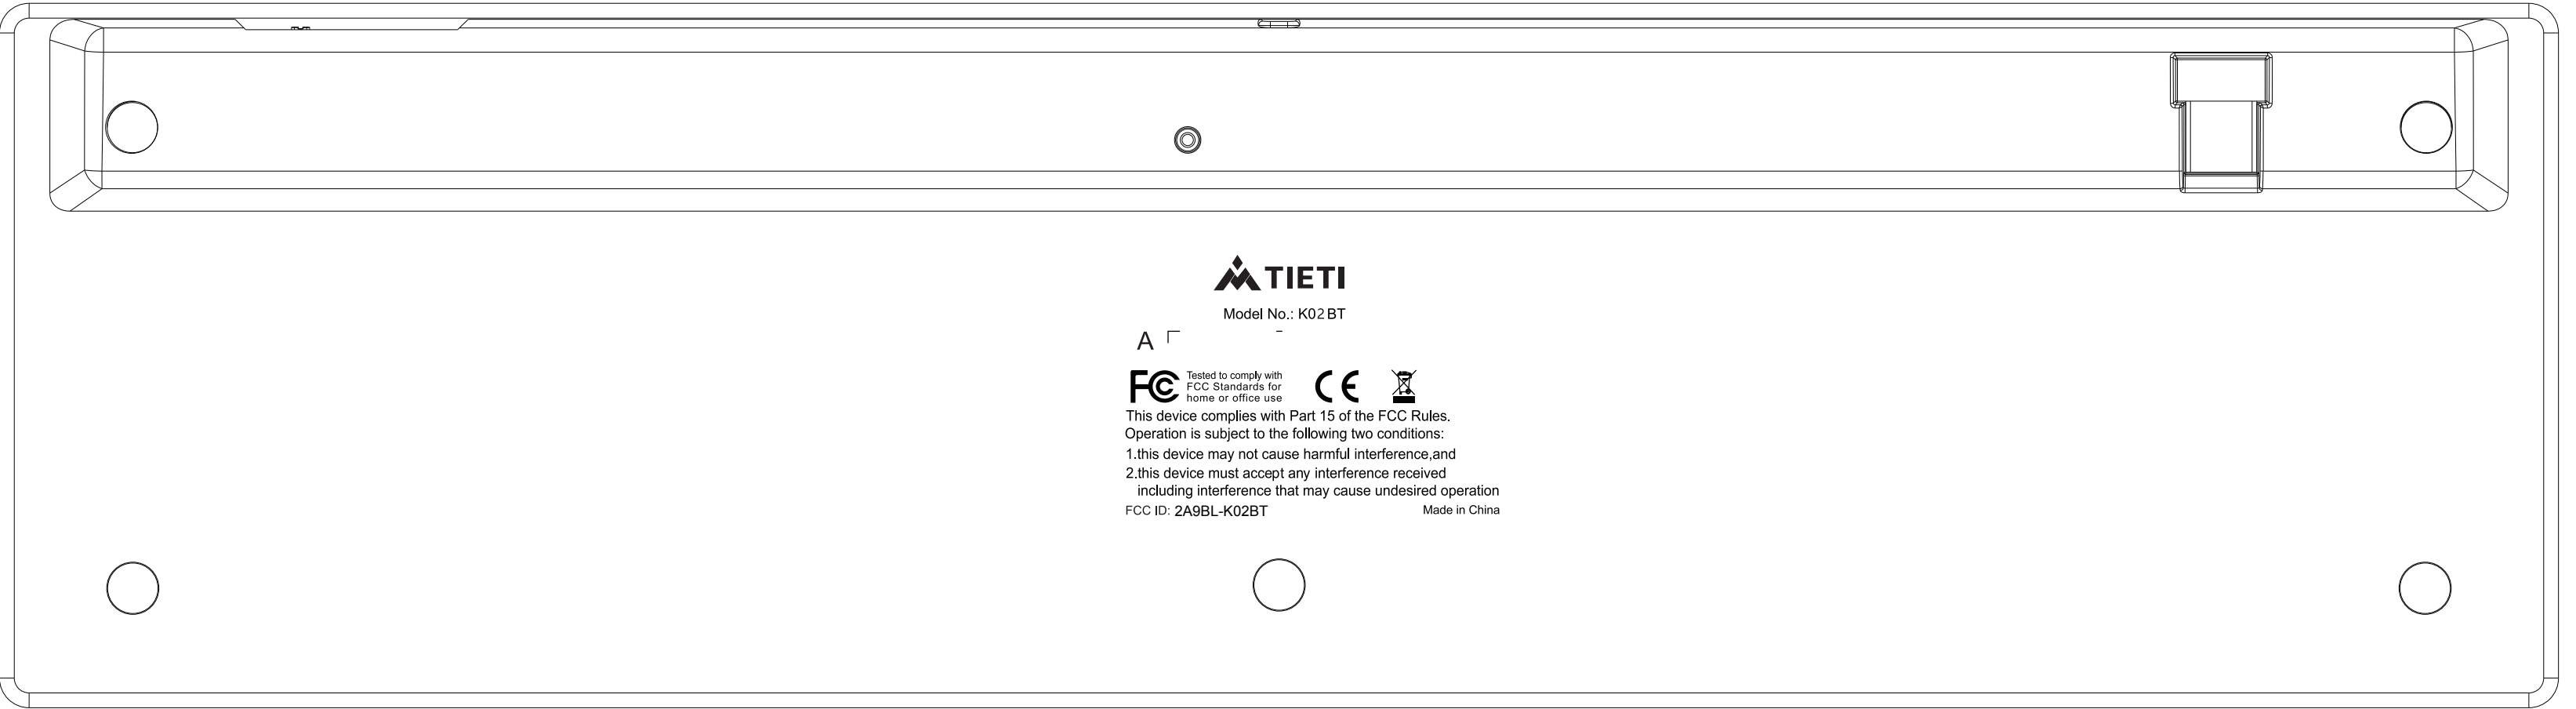 TIETI
Model No.: K02BT
A
FC Tested to comply with
FCC Standards for
home or office use
CE
This device complies with Part 15 of the FCC Rules.
Operation is subject to the following two conditions:
1.this device may not cause harmful interference,and
2.this device must accept any interference received
including interference that may cause undesired operation
FCC ID: 2A9BL-K02BT Made in China